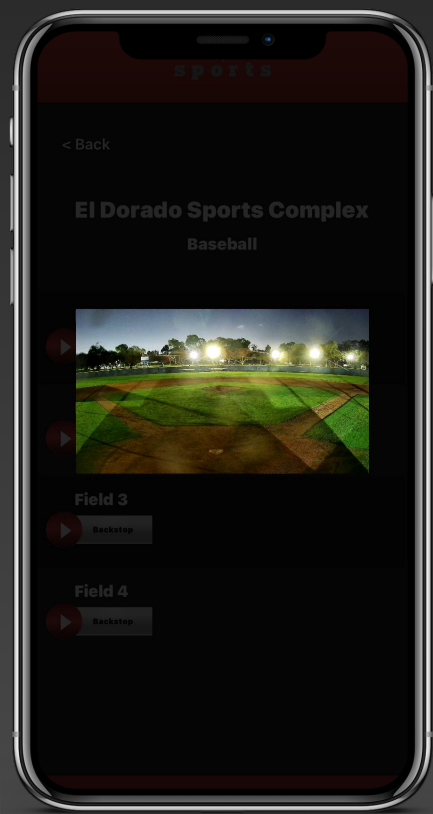 sports
< Back
El Dorado Sports Complex
Baseball
Field 3
Backstop
Field 4
Backstop